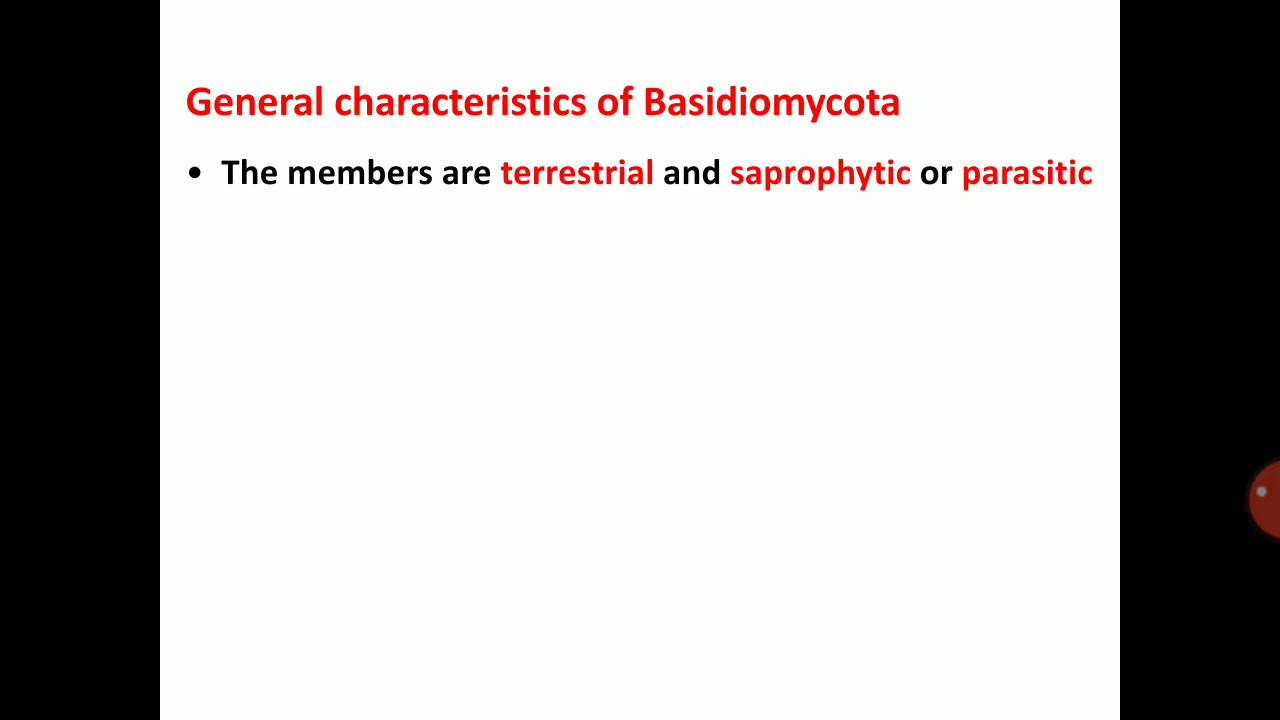 General characteristics of Basidiomycota
• The members are terrestrial and saprophytic or parasitic